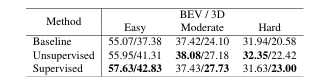 Method BEV / 3D
Easy Moderate Hard
Baseline 55.07/37.38 37.42/24.10 31.94/20.58
Unsupervised 55.95/41.31 38.08/27.18 32.35/22.42
Supervised 57.63/42.83 37.43/27.73 31.63/23.00